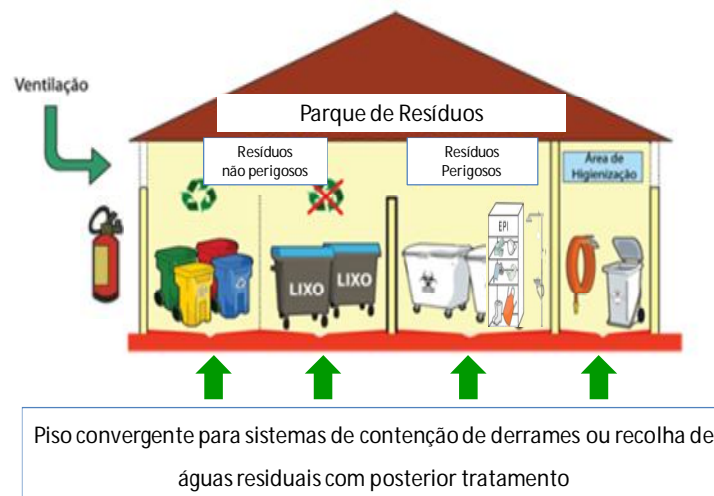 Ventilação
Parque de Resíduos
Resíduos
não perigosos
Resíduos
Perigosos
Área de
Higienização
EPI
LIXO
LIXO
Piso convergente para sistemas de contenção de derrames ou recolha de
águas residuais com posterior tratamento